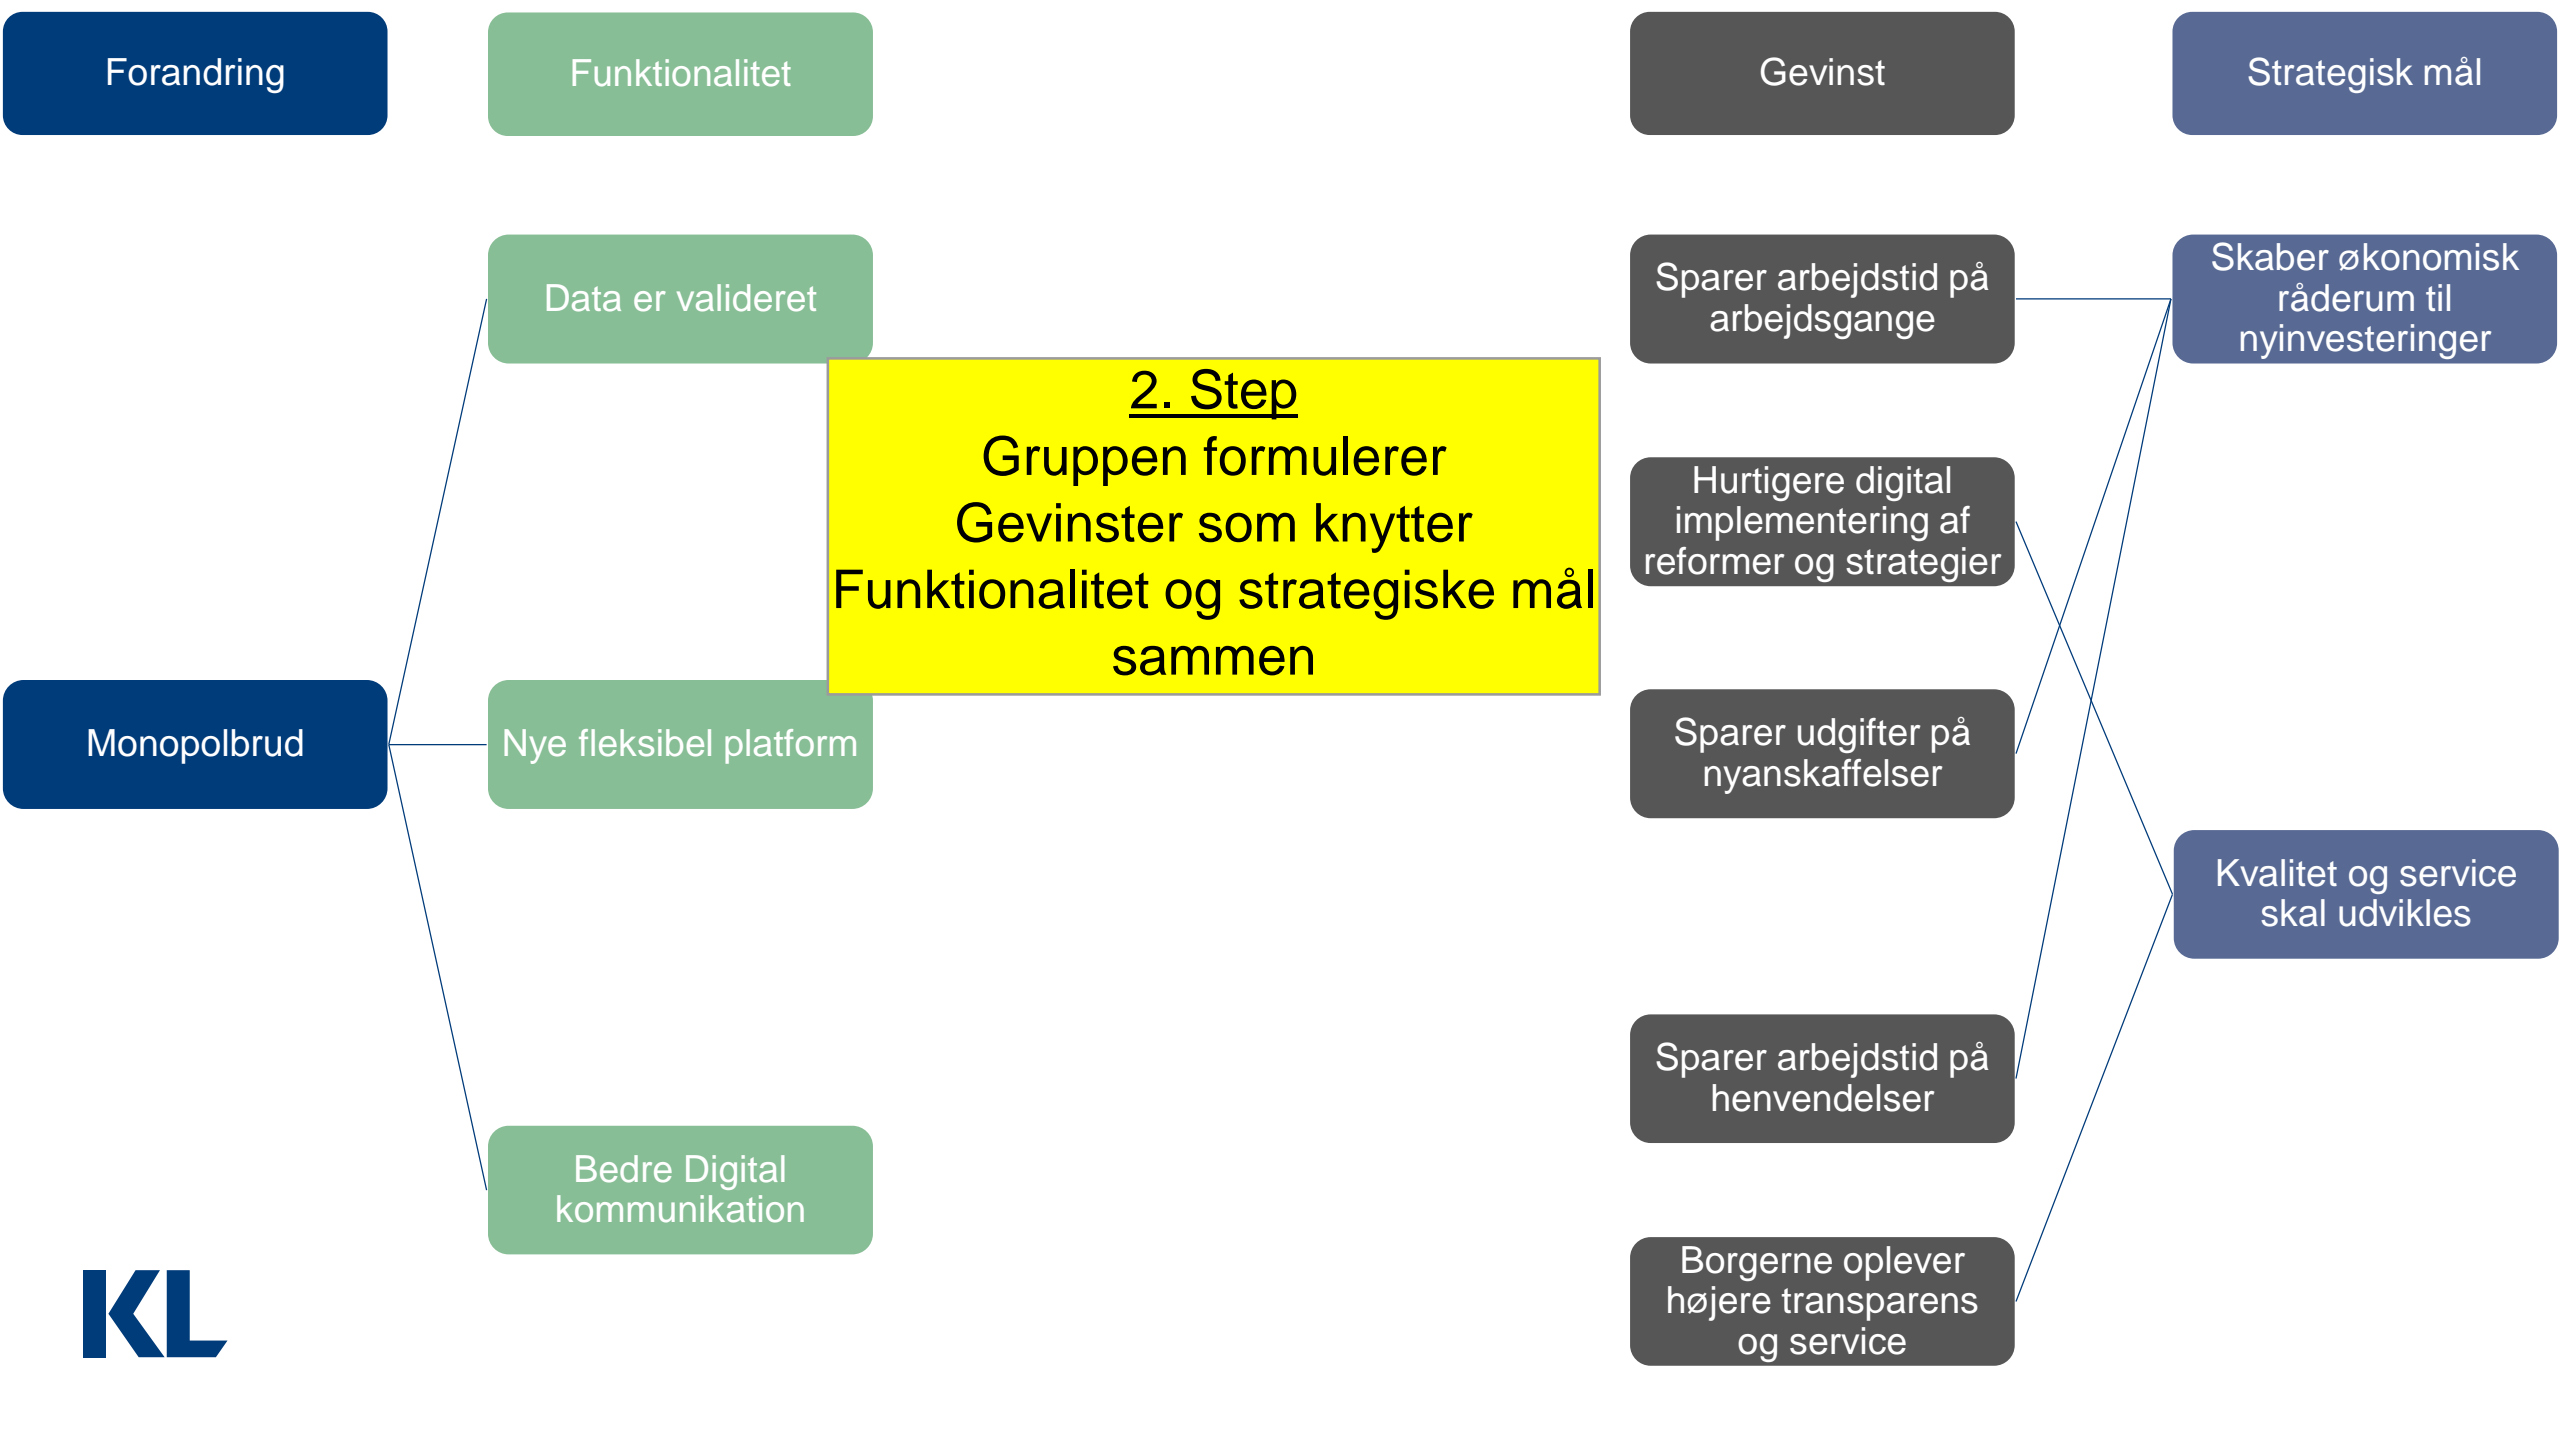 Forandring
Funktionalitet
Gevinst
Strategisk mål
Data er valideret
Sparer arbejdstid på
arbejdsgange
Skaber økonomisk
råderum til
nyinvesteringer
2. Step
Gruppen formulerer
Gevinster som knytter
Funktionalitet og strategiske mål
sammen
Hurtigere digital
implementering af
reformer og strategier
Monopolbrud
Nye fleksibel platform
Sparer udgifter på
nyanskaffelser
Kvalitet og service
skal udvikles
Sparer arbejdstid på
henvendelser
Bedre Digital
kommunikation
Borgerne oplever
højere transparens
og service
KL